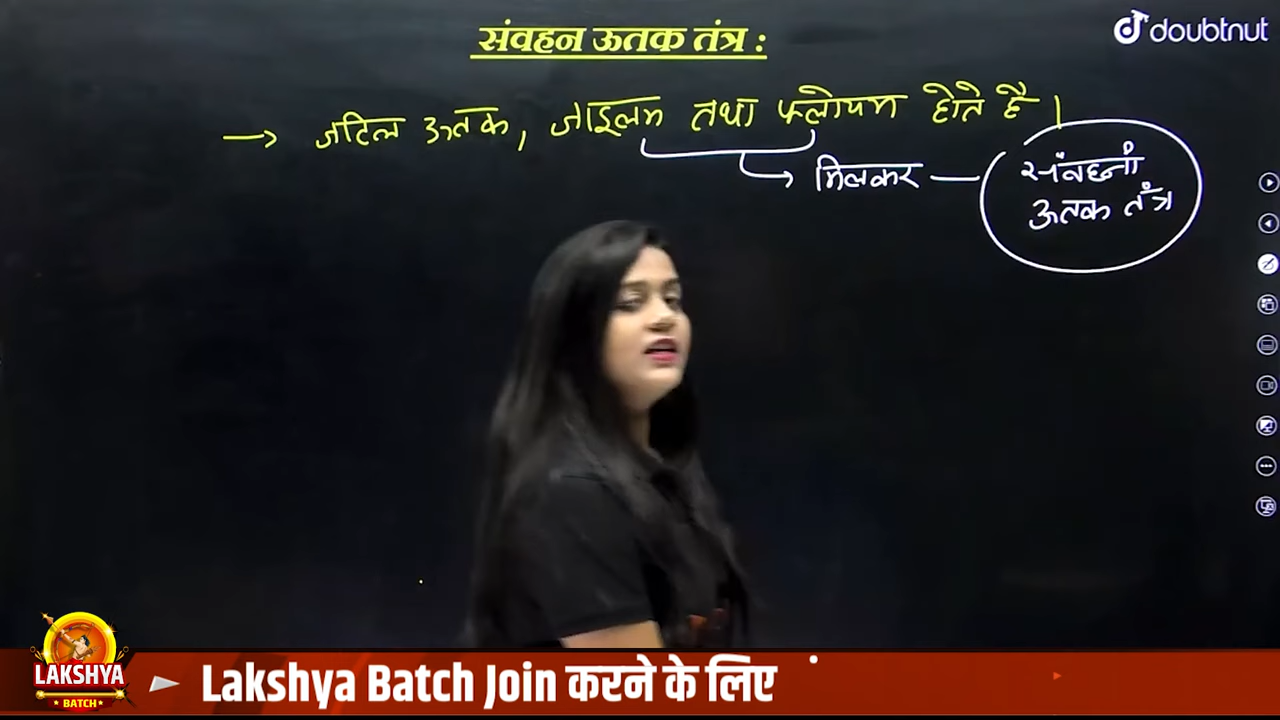 संवहन ऊतक तंत्र :
doubtnut
→ जटिल ऊतक, जाइलम तथा फ्लोयम होते है।
→ मिलकर — संवहनी
ऊतक तंत्र
LAKSHYA
BATCH
Lakshya Batch Join करने के लिए